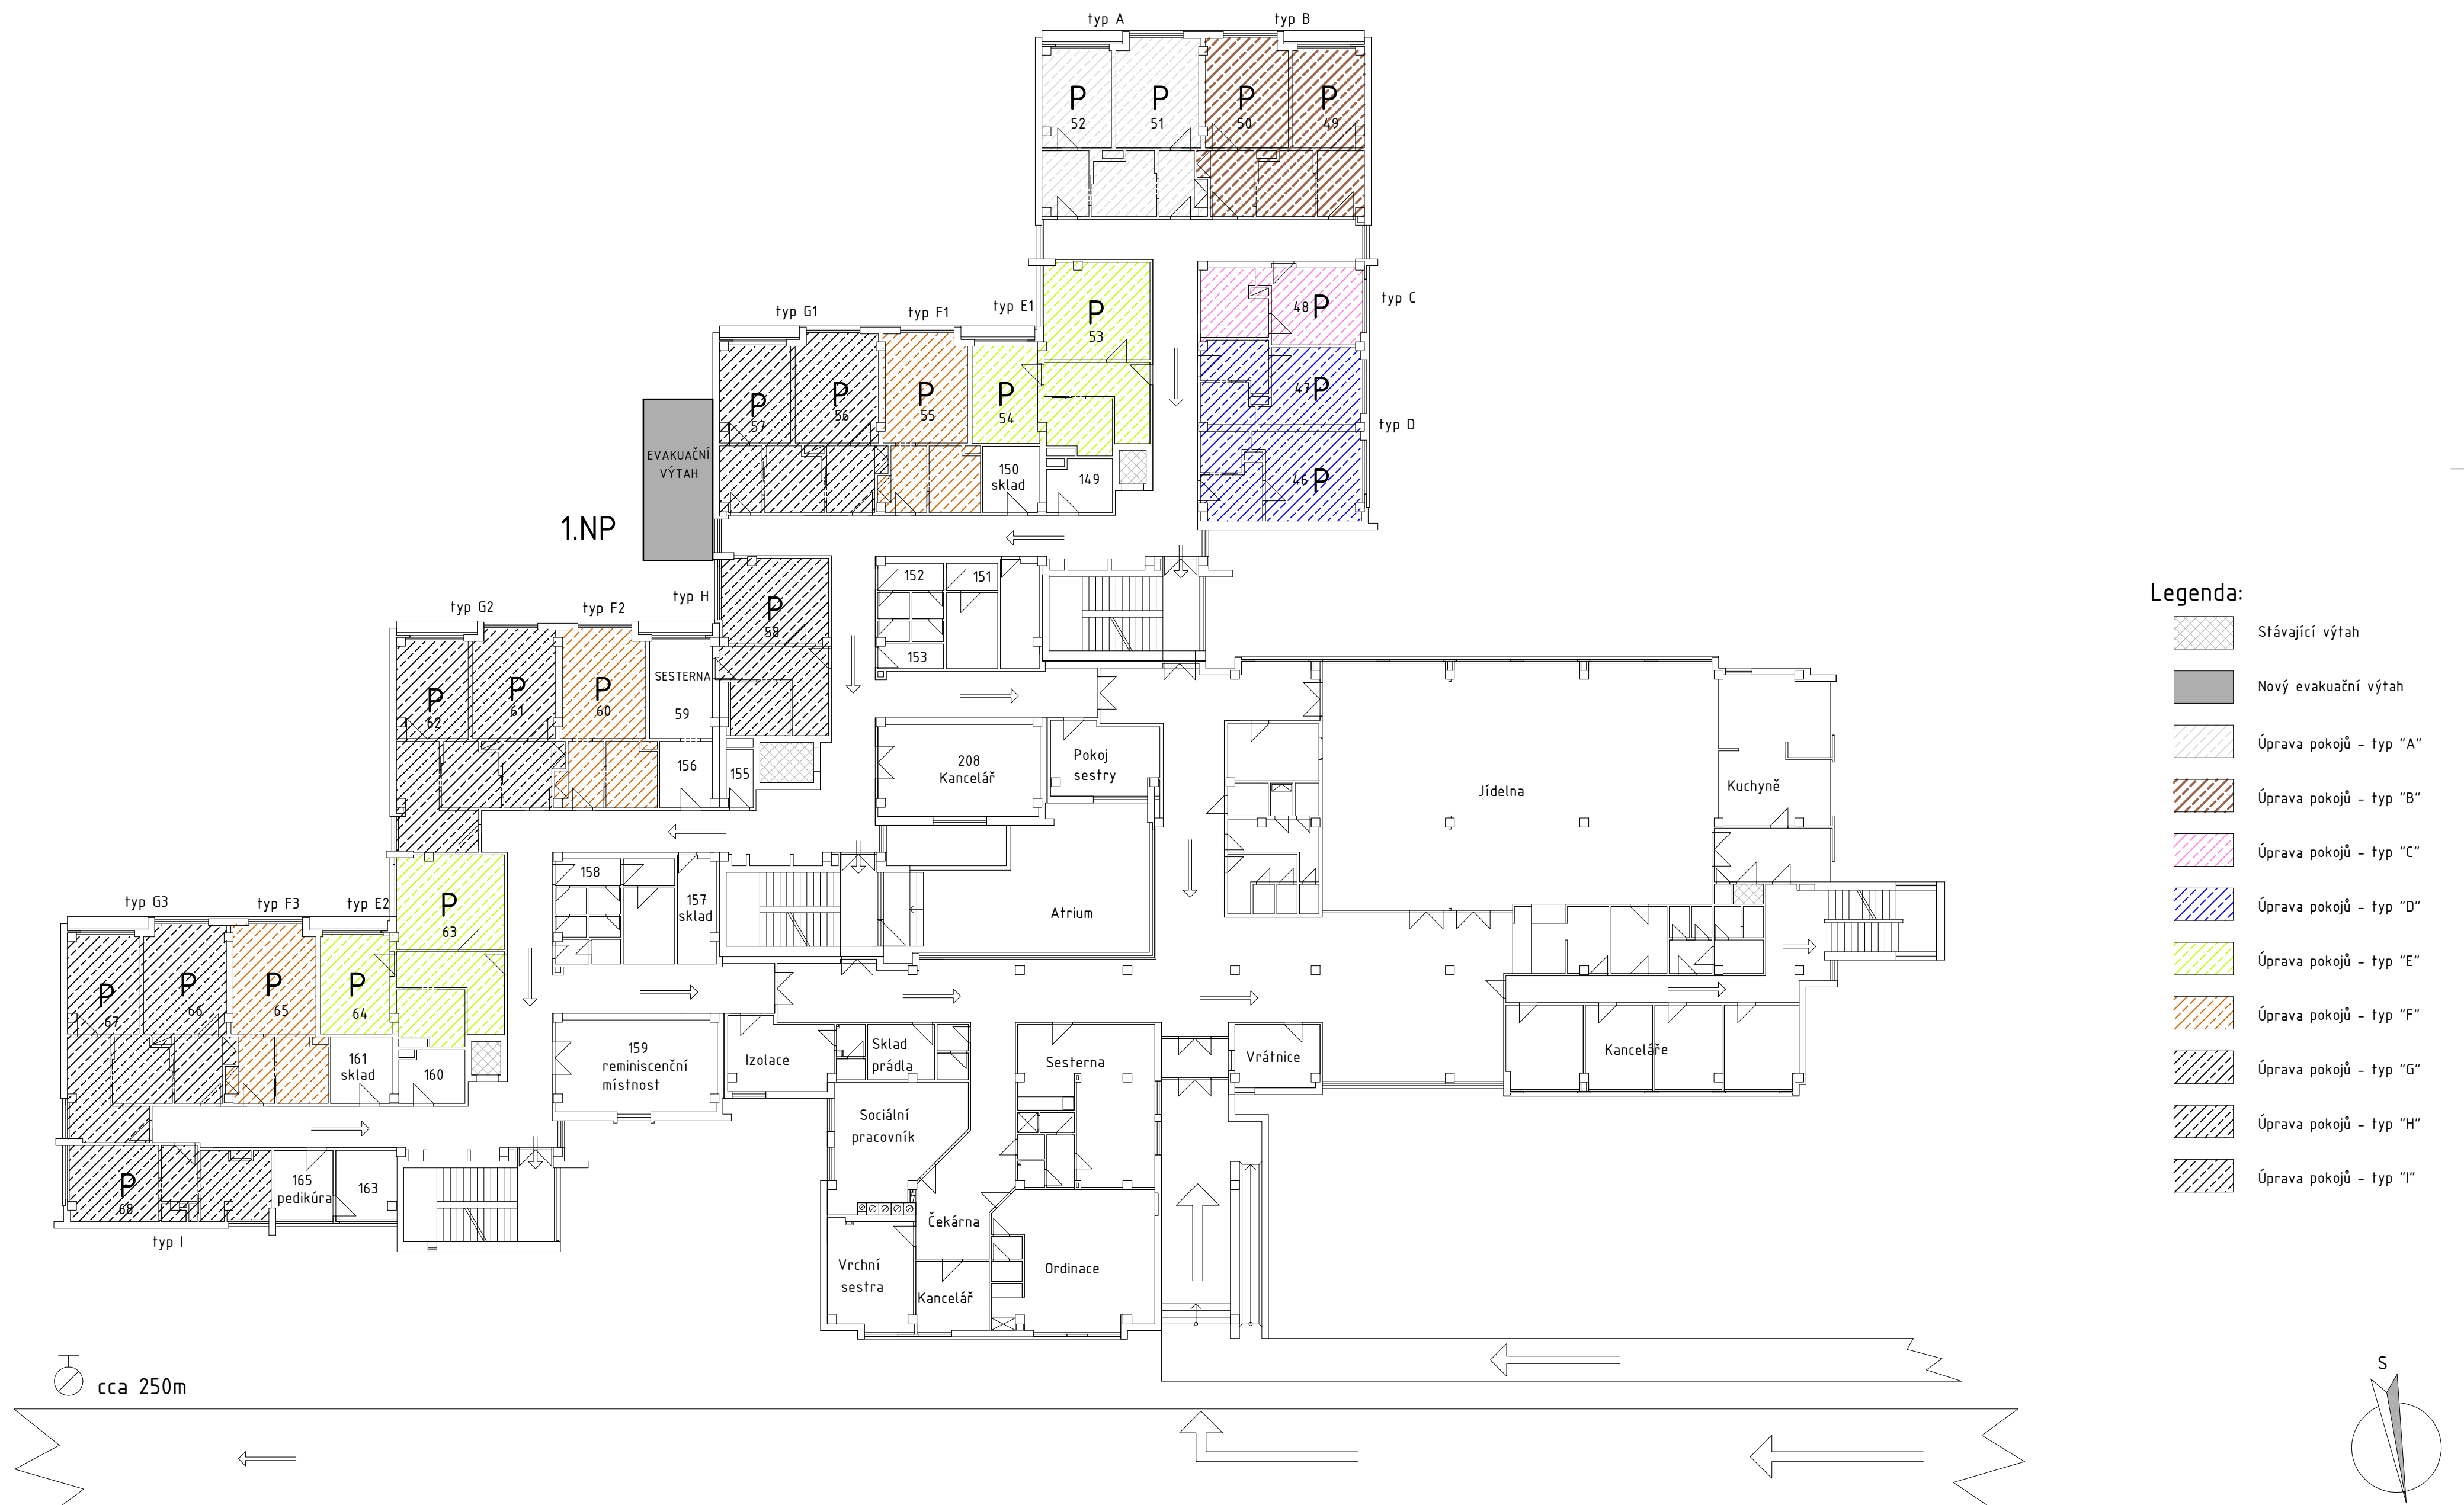 typ A
typ B
P
52
P
51
P
50
P
49
typ C
48 P
typ D
47 P
46 P
typ G1
typ F1
typ E1
P
53
P
57
P
56
P
55
P
54
150
sklad
149
EVAKUAČNÍ
VÝTAH
1.NP
152
151
153
typ G2
typ F2
typ H
P
58
P
62
P
61
P
60
SESTERNA
59
156
155
208
Kancelář
Pokoj
sestry
Jídelna
Kuchyně
Atrium
158
157
sklad
typ G3
typ F3
typ E2
P
63
P
67
P
66
P
65
P
64
161
sklad
160
159
reminiscenční
místnost
Izolace
Sklad
prádla
Sesterna
Vrátnice
Kanceláře
Sociální
pracovník
P
68
165
pedikúra
163
typ I
Čekárna
Vrchní
sestra
Kancelář
Ordinace
cca 250m
Legenda:
Stávající výtah
Nový evakuační výtah
Úprava pokojů - typ "A"
Úprava pokojů - typ "B"
Úprava pokojů - typ "C"
Úprava pokojů - typ "D"
Úprava pokojů - typ "E"
Úprava pokojů - typ "F"
Úprava pokojů - typ "G"
Úprava pokojů - typ "H"
Úprava pokojů - typ "I"
S